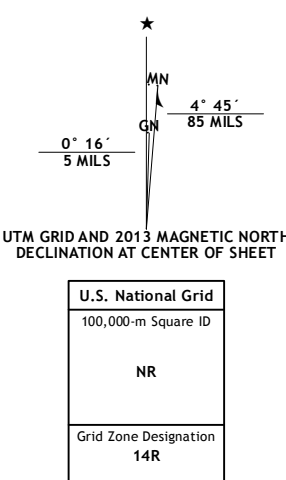 ★
MN
4° 45´
85 MILS
GN
0° 16´
5 MILS
UTM GRID AND 2013 MAGNETIC NORTH
DECLINATION AT CENTER OF SHEET
U.S. National Grid
100,000-m Square ID
NR
Grid Zone Designation
14R